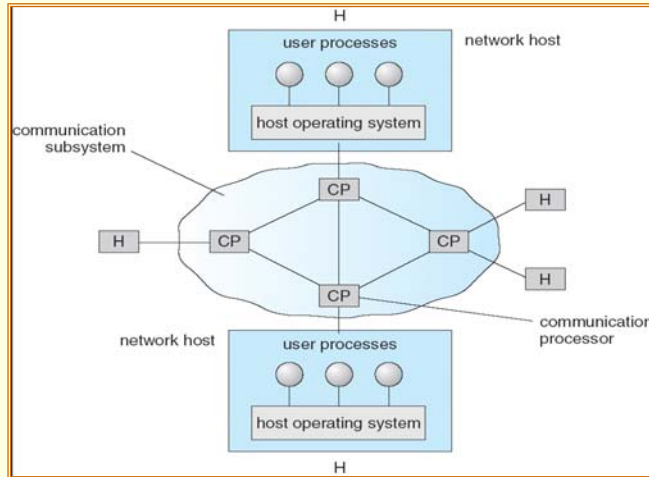 H
user processes
network host
host operating system
communication
subsystem
CP
H
H
CP
CP
H
CP
communication
processor
network host
user processes
host operating system
H